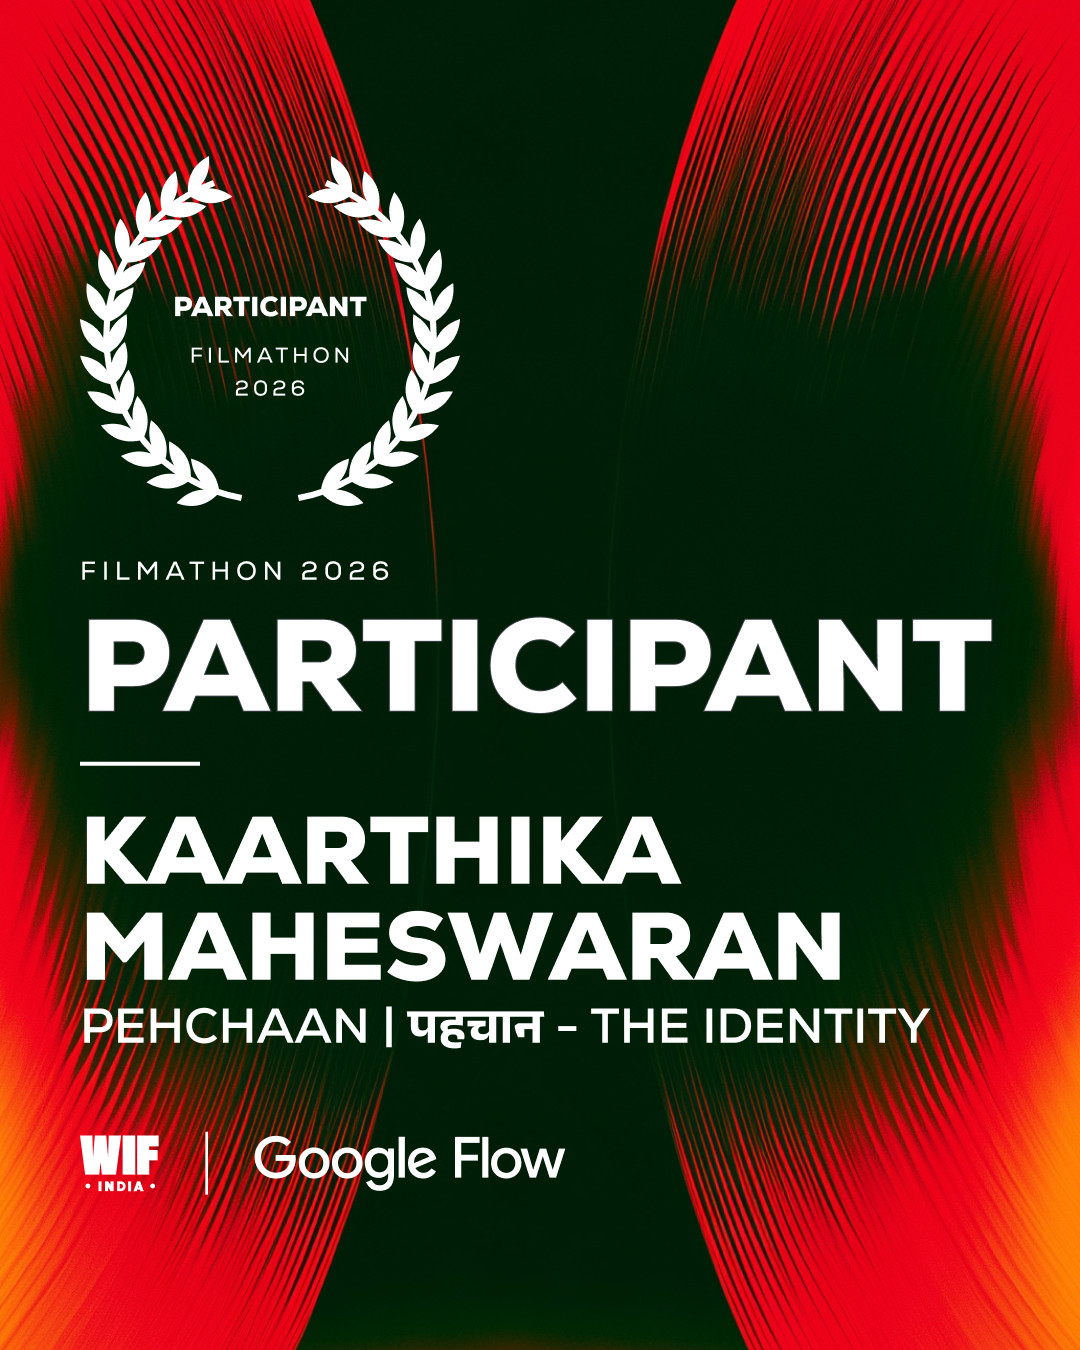 PARTICIPANT
FILMATHON
2026
FILMATHON 2026
PARTICIPANT
KAARTHIKA
MAHESWARAN
PEHCHAAN | पहचान - THE IDENTITY
WIF
• INDIA •
Google Flow